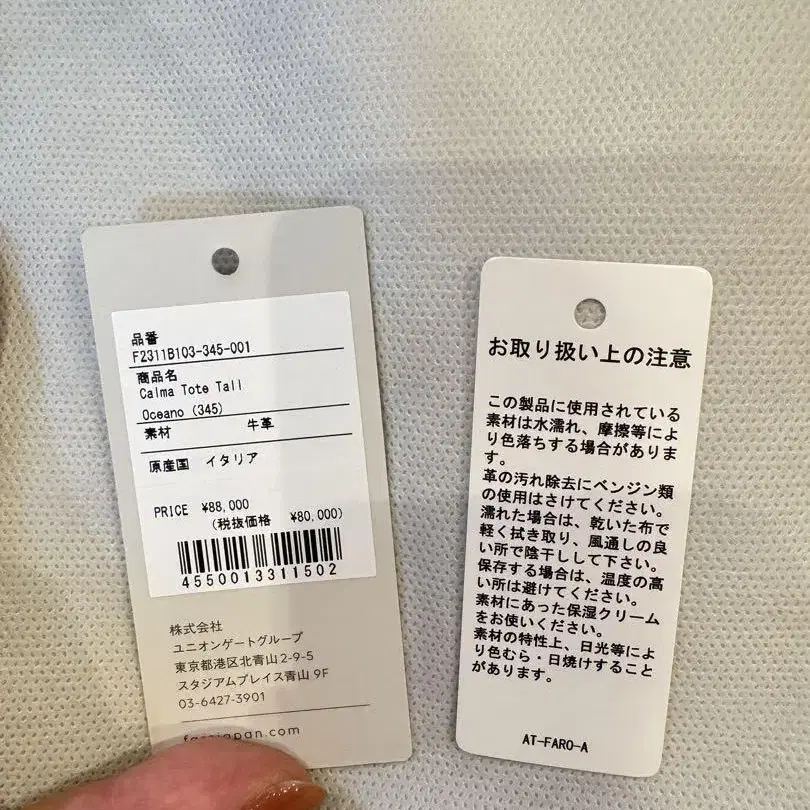 品番
F2311B103-345-001
商品名
Calma Tote Tall
Oceano (345)
素材 牛革
原産国 イタリア
PRICE ¥88,000
(税抜価格 ¥80,000)
4550013311502
株式会社
ユニオンゲートグループ
東京都港区北青山2-9-5
スタジアムプレイス青山 9F
03-6427-3901
お取り扱い上の注意
この製品に使用されている
素材は水濡れ、摩擦等によ
り色落ちする場合がありま
す。
革の汚れ除去にベンジン類
の使用はさけてください。
濡れた場合は、乾いた布で
軽く拭き取り、風通しの良
い所で陰干しして下さい。
保存する場合は、温度の高
い所は避けてください。
素材にあった保湿クリーム
をお使いください。
素材の特性上、日光等によ
り色むら・日焼けすること
があります。
AT-FARO-A